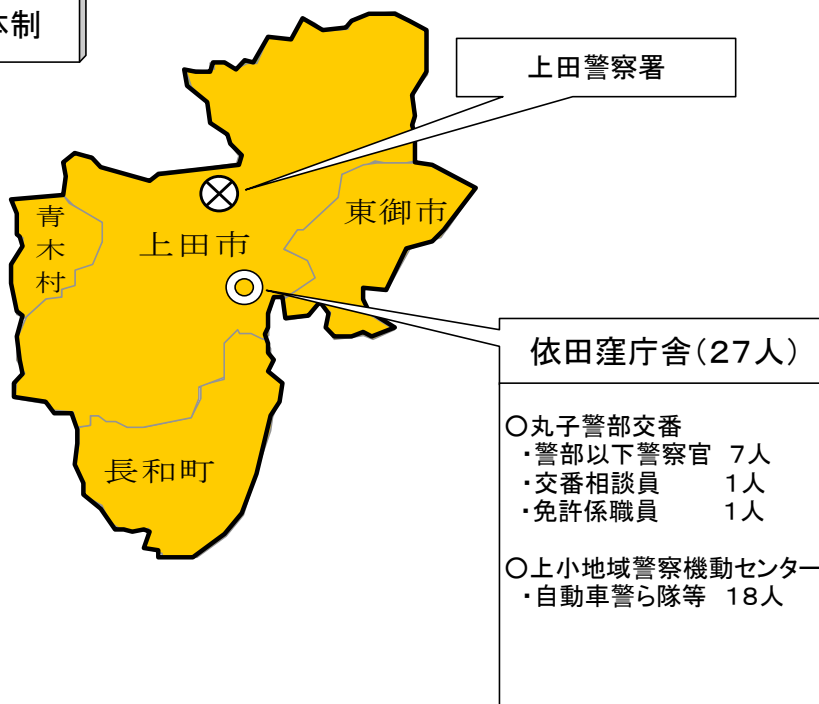 体制
上田警察署
青木村
上田市
東御市
長和町
依田窪庁舎(27人)
○丸子警部交番
・警部以下警察官 7人
・交番相談員 1人
・免許係職員 1人
○上小地域警察機動センター
・自動車警ら隊等 18人